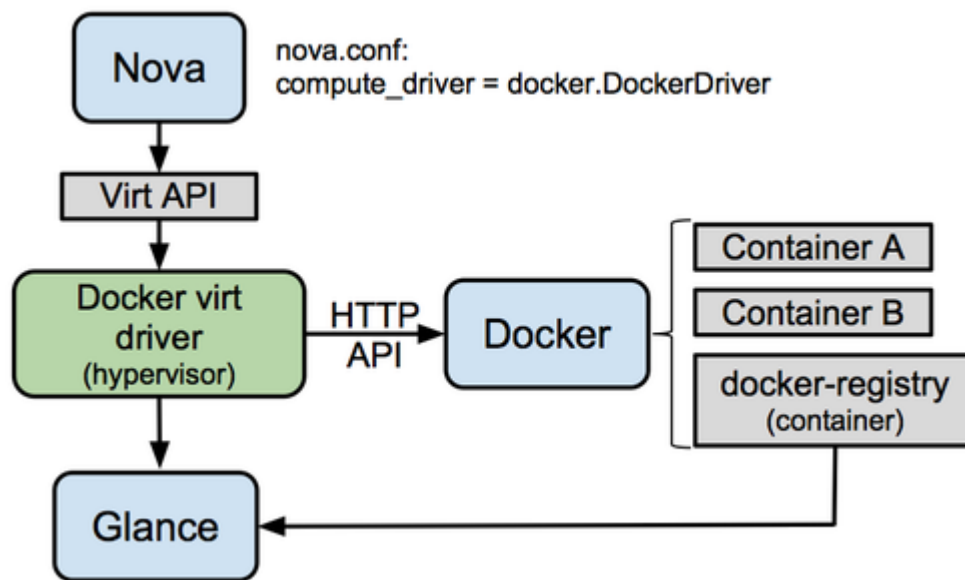 Nova
nova.conf:
compute_driver = docker.DockerDriver
Virt API
Docker virt
driver
(hypervisor)
HTTP
API
Docker
Container A
Container B
docker-registry
(container)
Glance